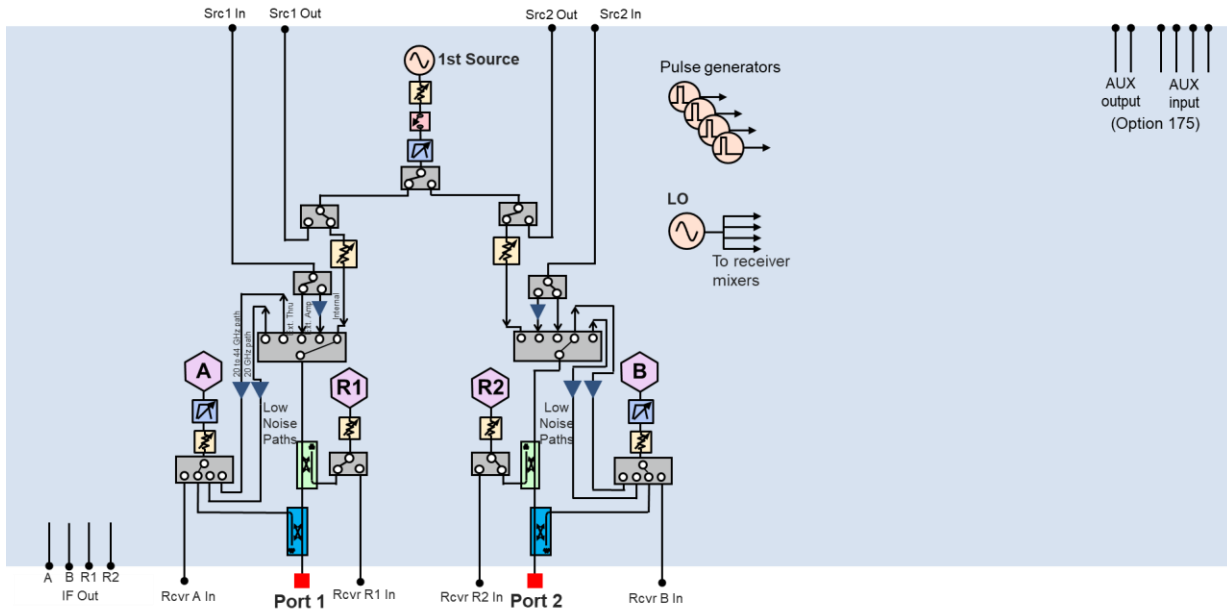 Src1 In
Src1 Out
Src2 Out
Src2 In
1st Source
Pulse generators
AUX
output
AUX
input
(Option 175)
LO
To receiver
mixers
Ext. Thru
Ext. Amp
Internal
20 to 44 GHz path
20 GHz path
A
R1
R2
B
Low
Noise
Paths
Low
Noise
Paths
A
B
R1
R2
IF Out
Rcvr A In
Port 1
Rcvr R1 In
Rcvr R2 In
Port 2
Rcvr B In